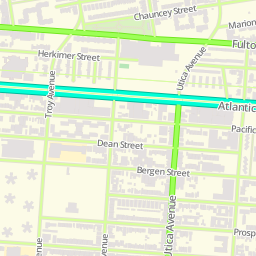 Chauncey Street
Marion
Fulto
Herkimer Street
Utica Avenue
Troy Avenue
Atlantic
Pacific
Dean Street
Bergen Street
Utica Avenue
Prosp